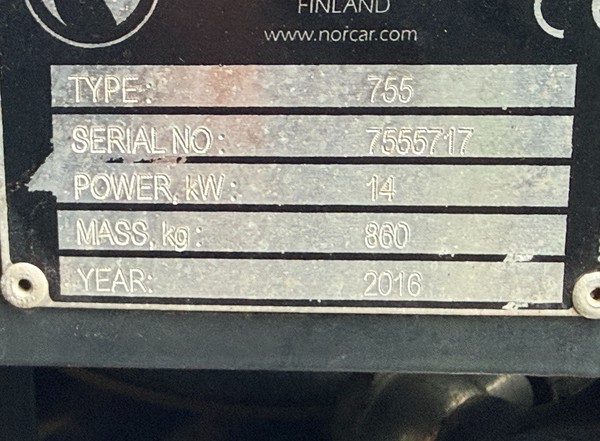 FINLAND
www.norcar.com
TYPE: 755
SERIAL NO: 7555717
POWER, kW: 14
MASS, kg: 860
YEAR: 2016